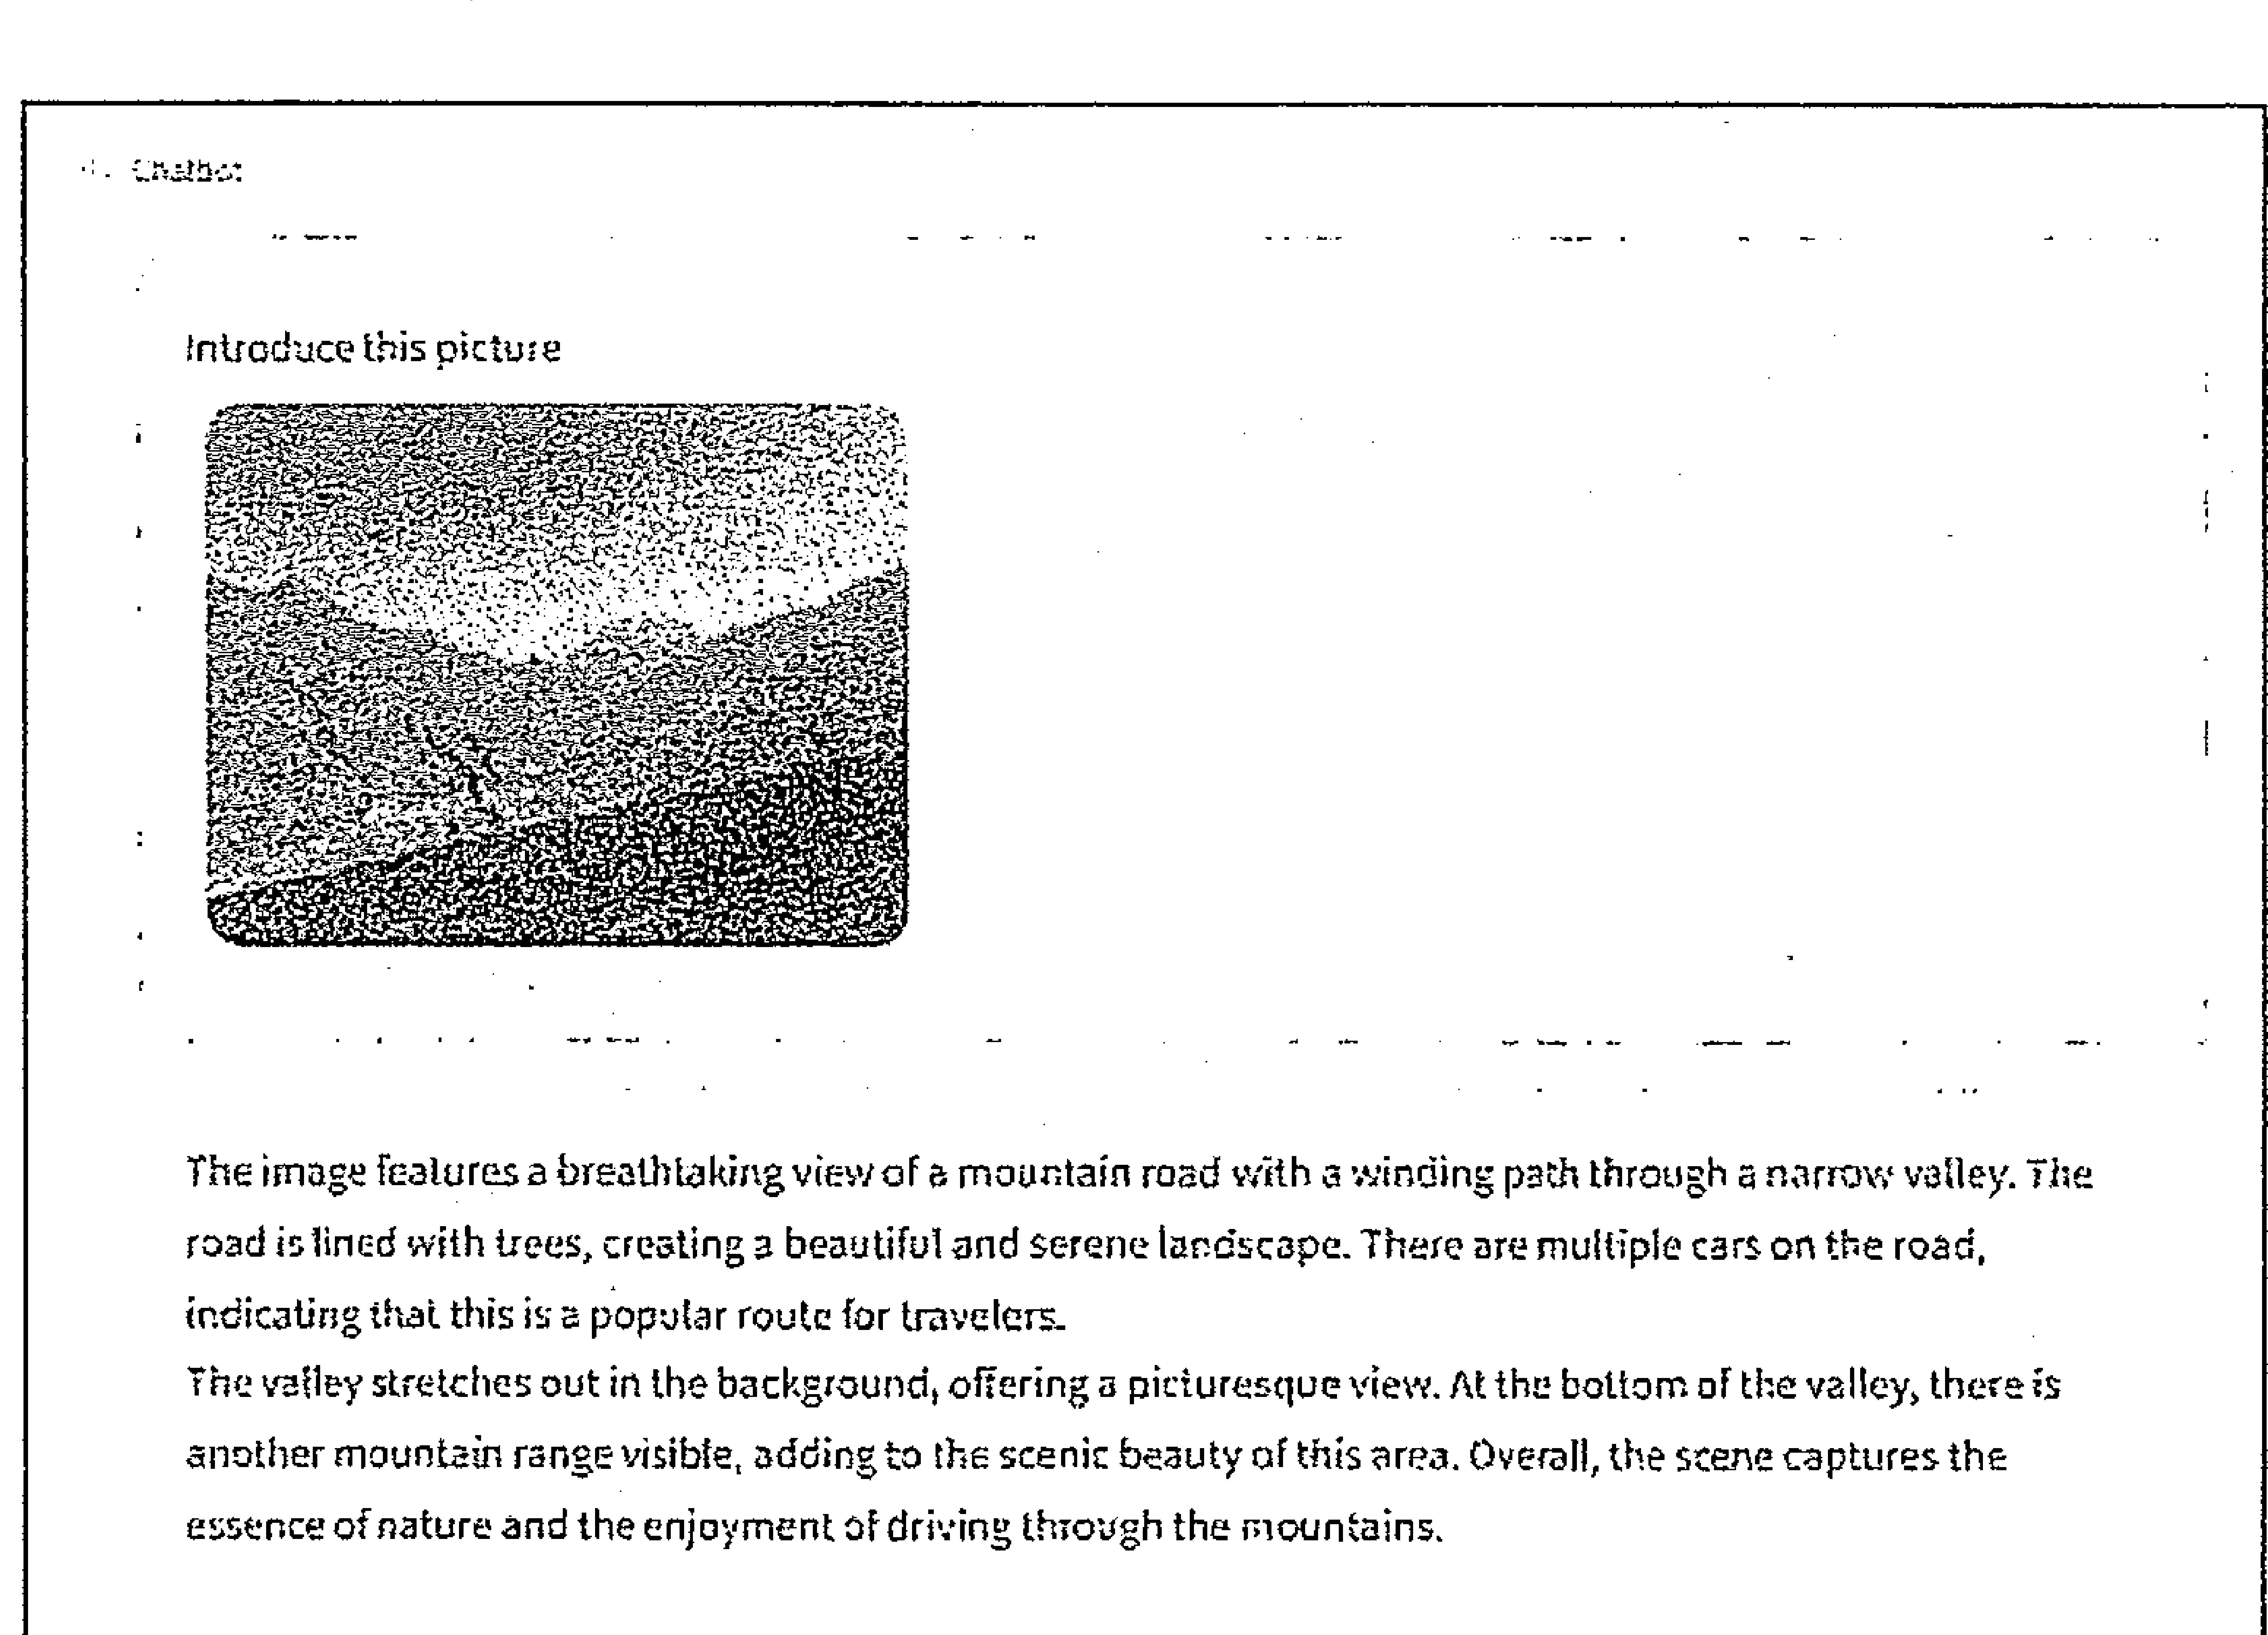 Chatbot
Introduce this picture
The image features a breathtaking view of a mountain road with a winding path through a narrow valley. The
road is lined with trees, creating a beautiful and serene landscape. There are multiple cars on the road,
indicating that this is a popular route for travelers.
The valley stretches out in the background, offering a picturesque view. At the bottom of the valley, there is
another mountain range visible, adding to the scenic beauty of this area. Overall, the scene captures the
essence of nature and the enjoyment of driving through the mountains.